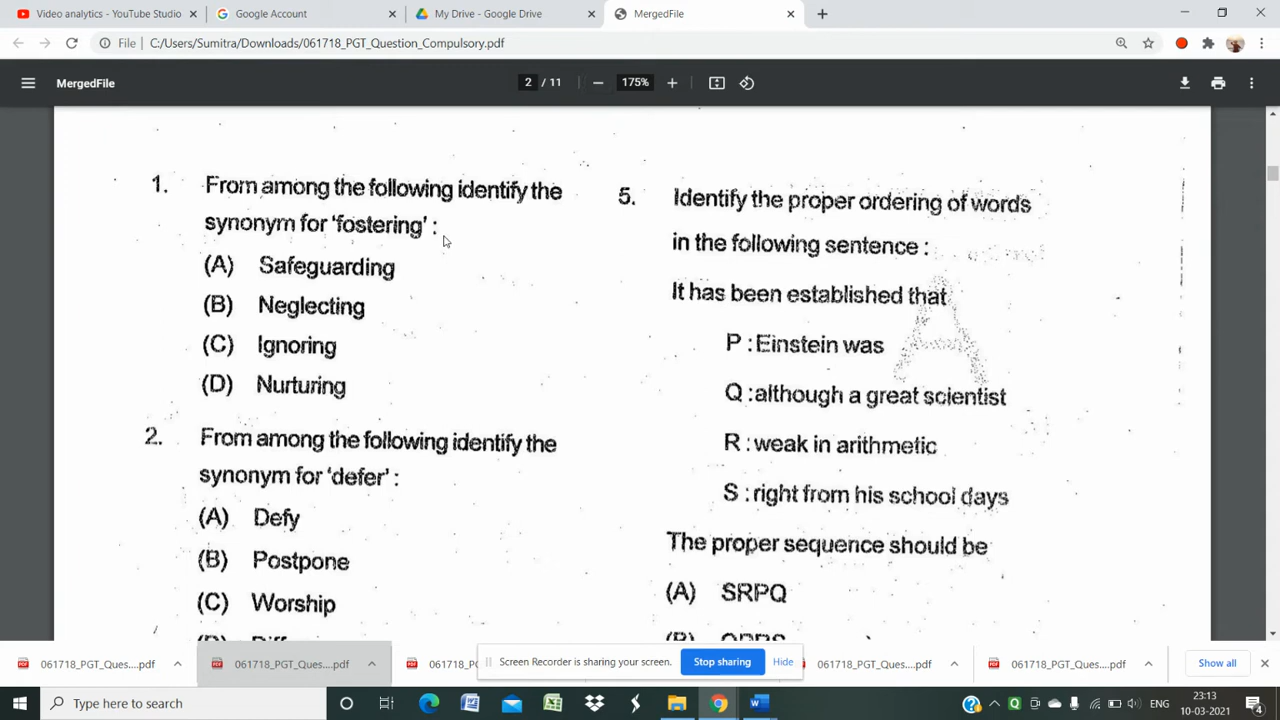 Video analytics - YouTube Studio
Google Account
My Drive - Google Drive
MergedFile
File
C:/Users/Sumitra/Downloads/061718_PGT_Question_Compulsory.pdf
MergedFile
2 / 11
175%
1. From among the following identify the
synonym for ‘fostering’ :
(A) Safeguarding
(B) Neglecting
(C) Ignoring
(D) Nurturing
2. From among the following identify the
synonym for ‘defer’ :
(A) Defy
(B) Postpone
(C) Worship
5. Identify the proper ordering of words
in the following sentence :
It has been established that
A
P : Einstein was
Q : although a great scientist
R : weak in arithmetic
S : right from his school days
The proper sequence should be
(A) SRPQ
(B) QPRS
061718_PGT_Ques....pdf
061718_PGT_Ques....pdf
061718_PG
Screen Recorder is sharing your screen.
Stop sharing
Hide
061718_PGT_Ques....pdf
061718_PGT_Ques....pdf
Show all
Type here to search
ENG
23:13
10-03-2021
4